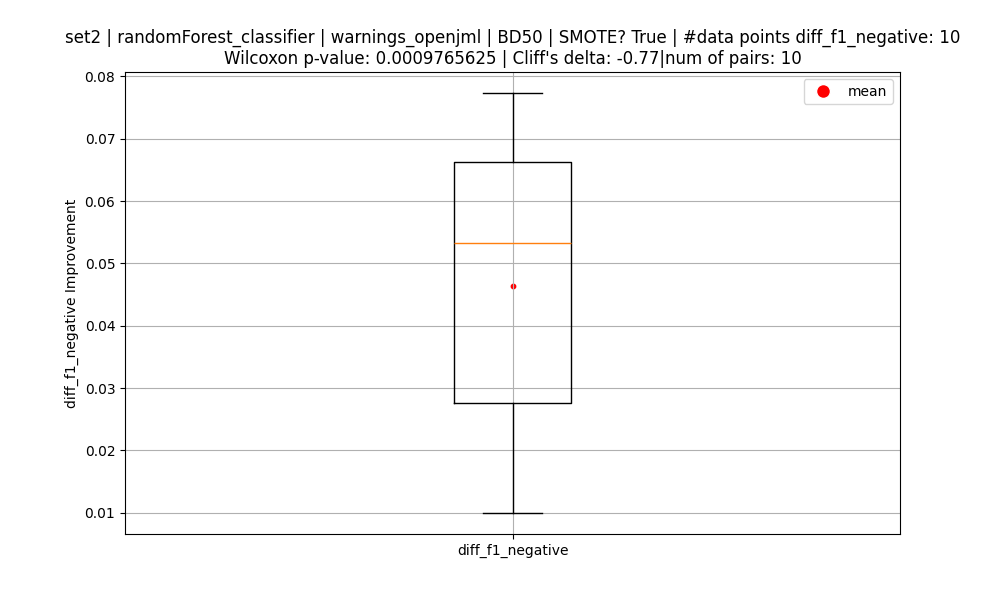 set2 | randomForest_classifier | warnings_openjml | BD50 | SMOTE? True | #data points diff_f1_negative: 10
Wilcoxon p-value: 0.0009765625 | Cliff's delta: -0.77|num of pairs: 10
mean
0.08
0.07
0.06
0.05
0.04
0.03
0.02
0.01
diff_f1_negative Improvement
diff_f1_negative